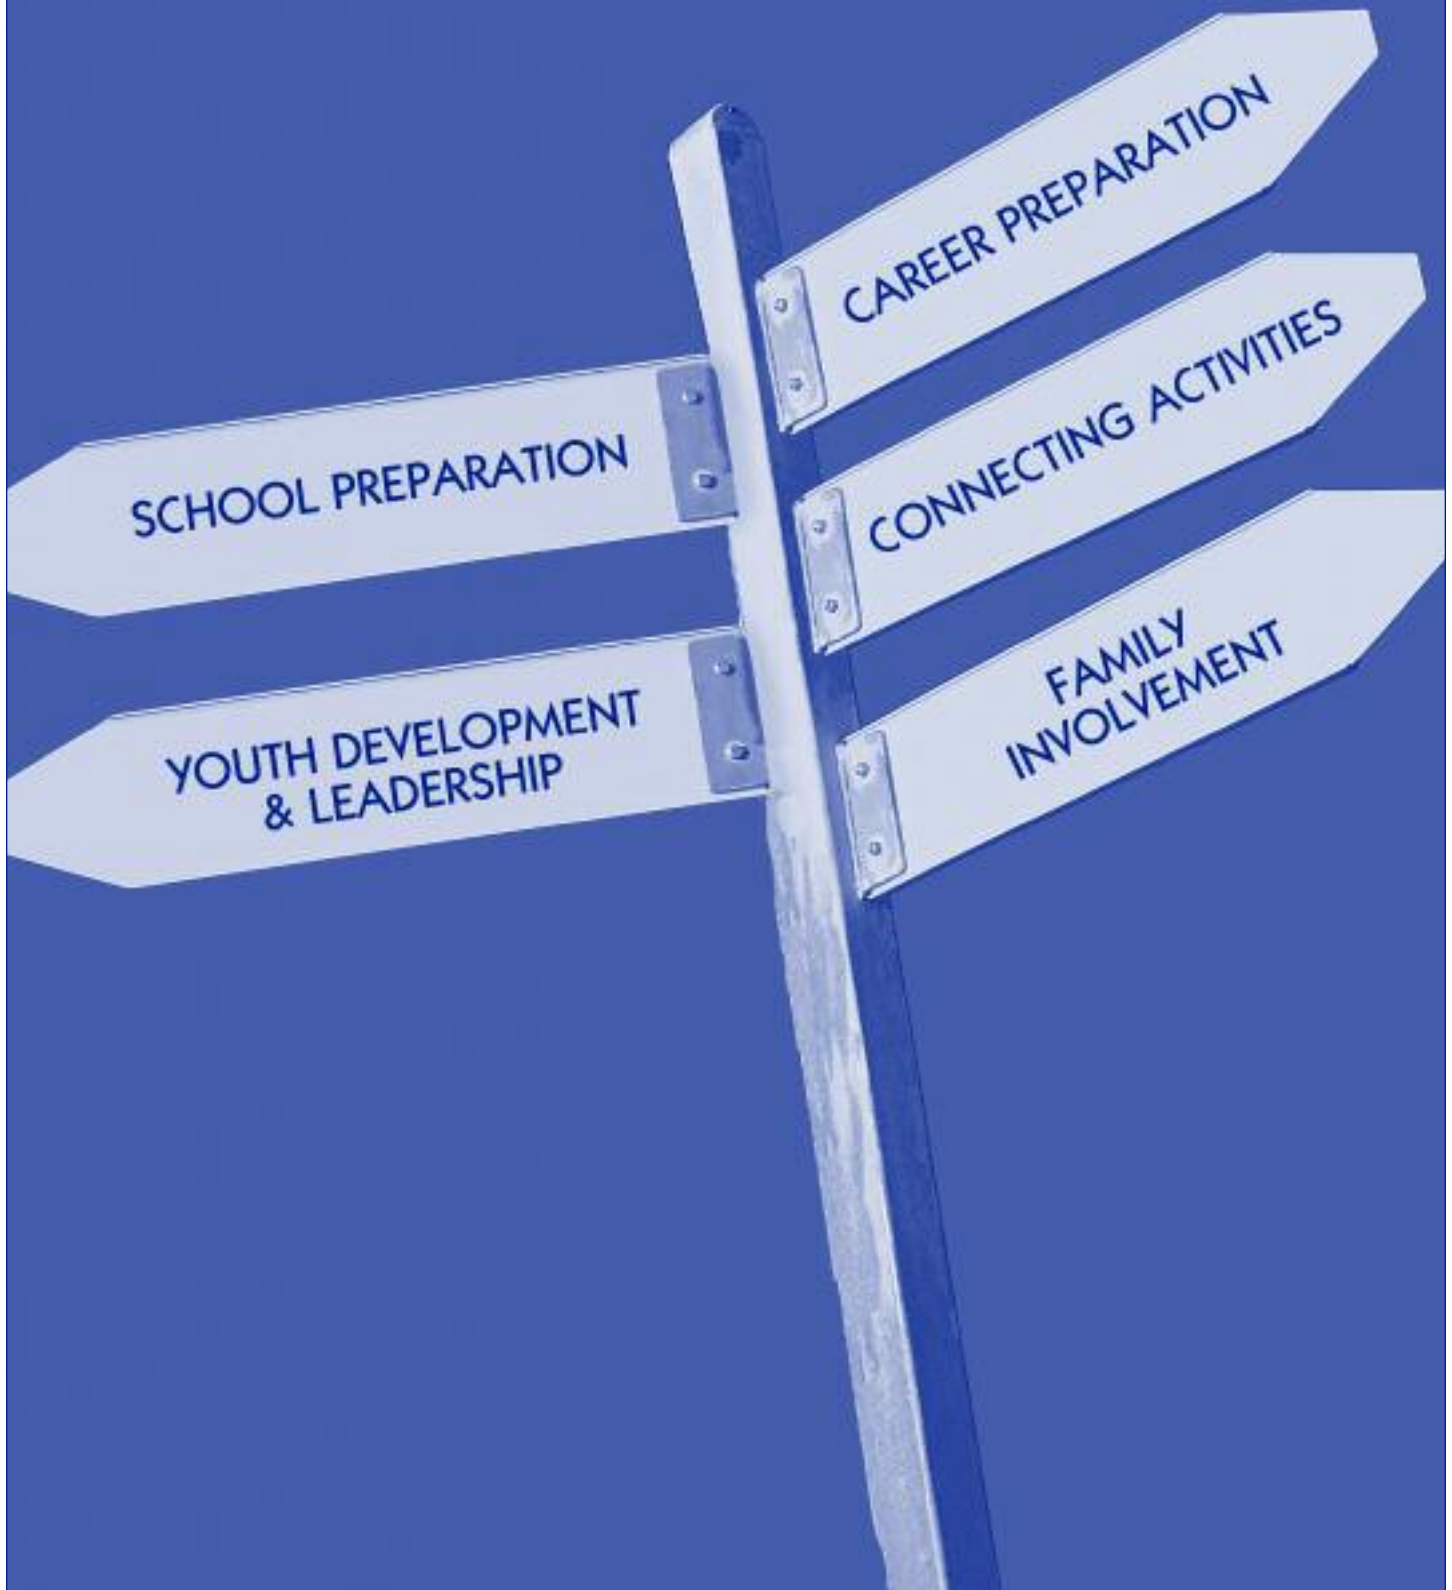 CAREER PREPARATION
CONNECTING ACTIVITIES
SCHOOL PREPARATION
FAMILY
INVOLVEMENT
YOUTH DEVELOPMENT
& LEADERSHIP